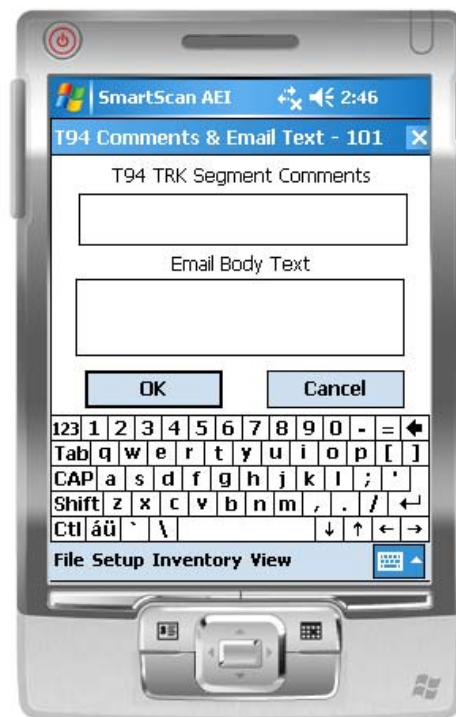 SmartScan AEI 2:46
T94 Comments & Email Text - 101
T94 TRK Segment Comments
Email Body Text
OK Cancel
123 1 2 3 4 5 6 7 8 9 0 - =
Tab q w e r t y u i o p [ ]
CAP a s d f g h j k l ; '
Shift z x c v b n m , . /
Ctl áü ` \
File Setup Inventory View